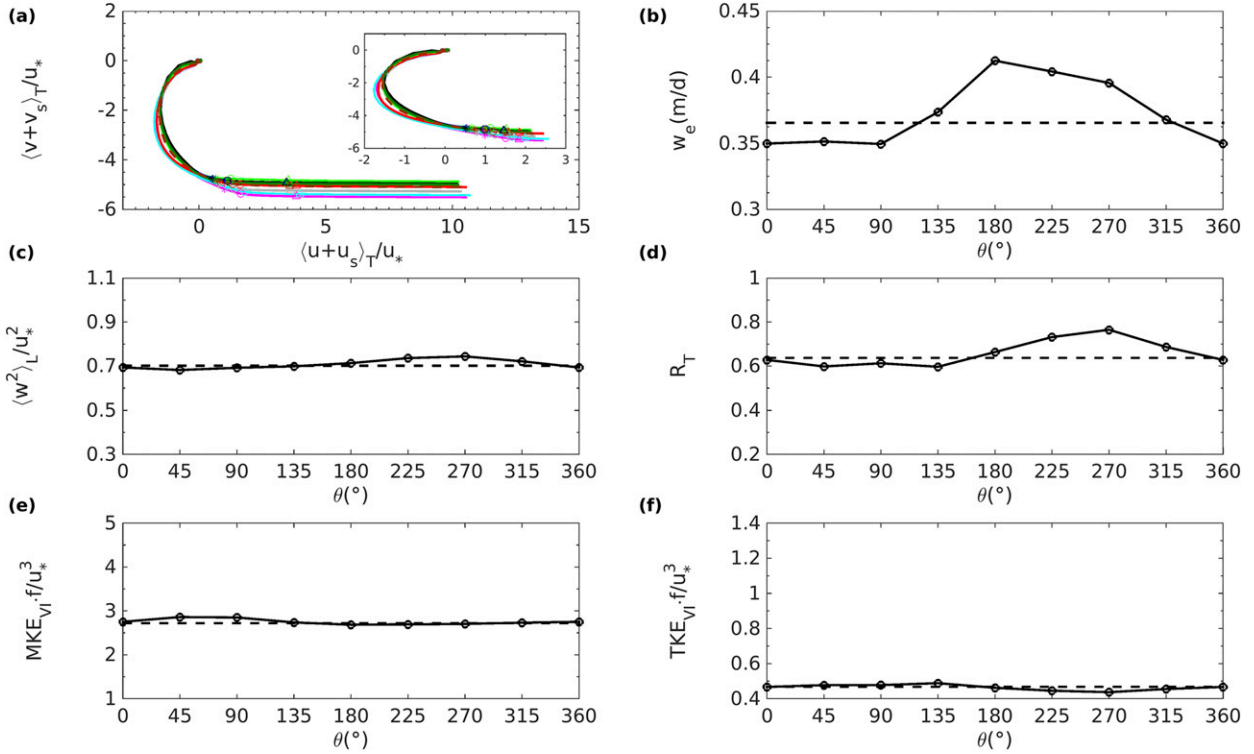 (a)
2
0
-2
-4
-6
⟨v+v_s⟩_T/u_*
0
-2
-4
-6
-2 -1 0 1 2 3
0 5 10 15
⟨u+u_s⟩_T/u_*
(b)
0.45
0.4
0.35
0.3
w_e(m/d)
0 45 90 135 180 225 270 315 360
θ(°)
(c)
1.1
0.9
0.7
0.5
0.3
⟨w^2⟩_L/u_*^2
0 45 90 135 180 225 270 315 360
θ(°)
(d)
1
0.8
0.6
0.4
0.2
R_T
0 45 90 135 180 225 270 315 360
θ(°)
(e)
5
4
3
2
1
MKE_VI·f/u_*^3
0 45 90 135 180 225 270 315 360
θ(°)
(f)
1.4
1.2
1
0.8
0.6
0.4
TKE_VI·f/u_*^3
0 45 90 135 180 225 270 315 360
θ(°)